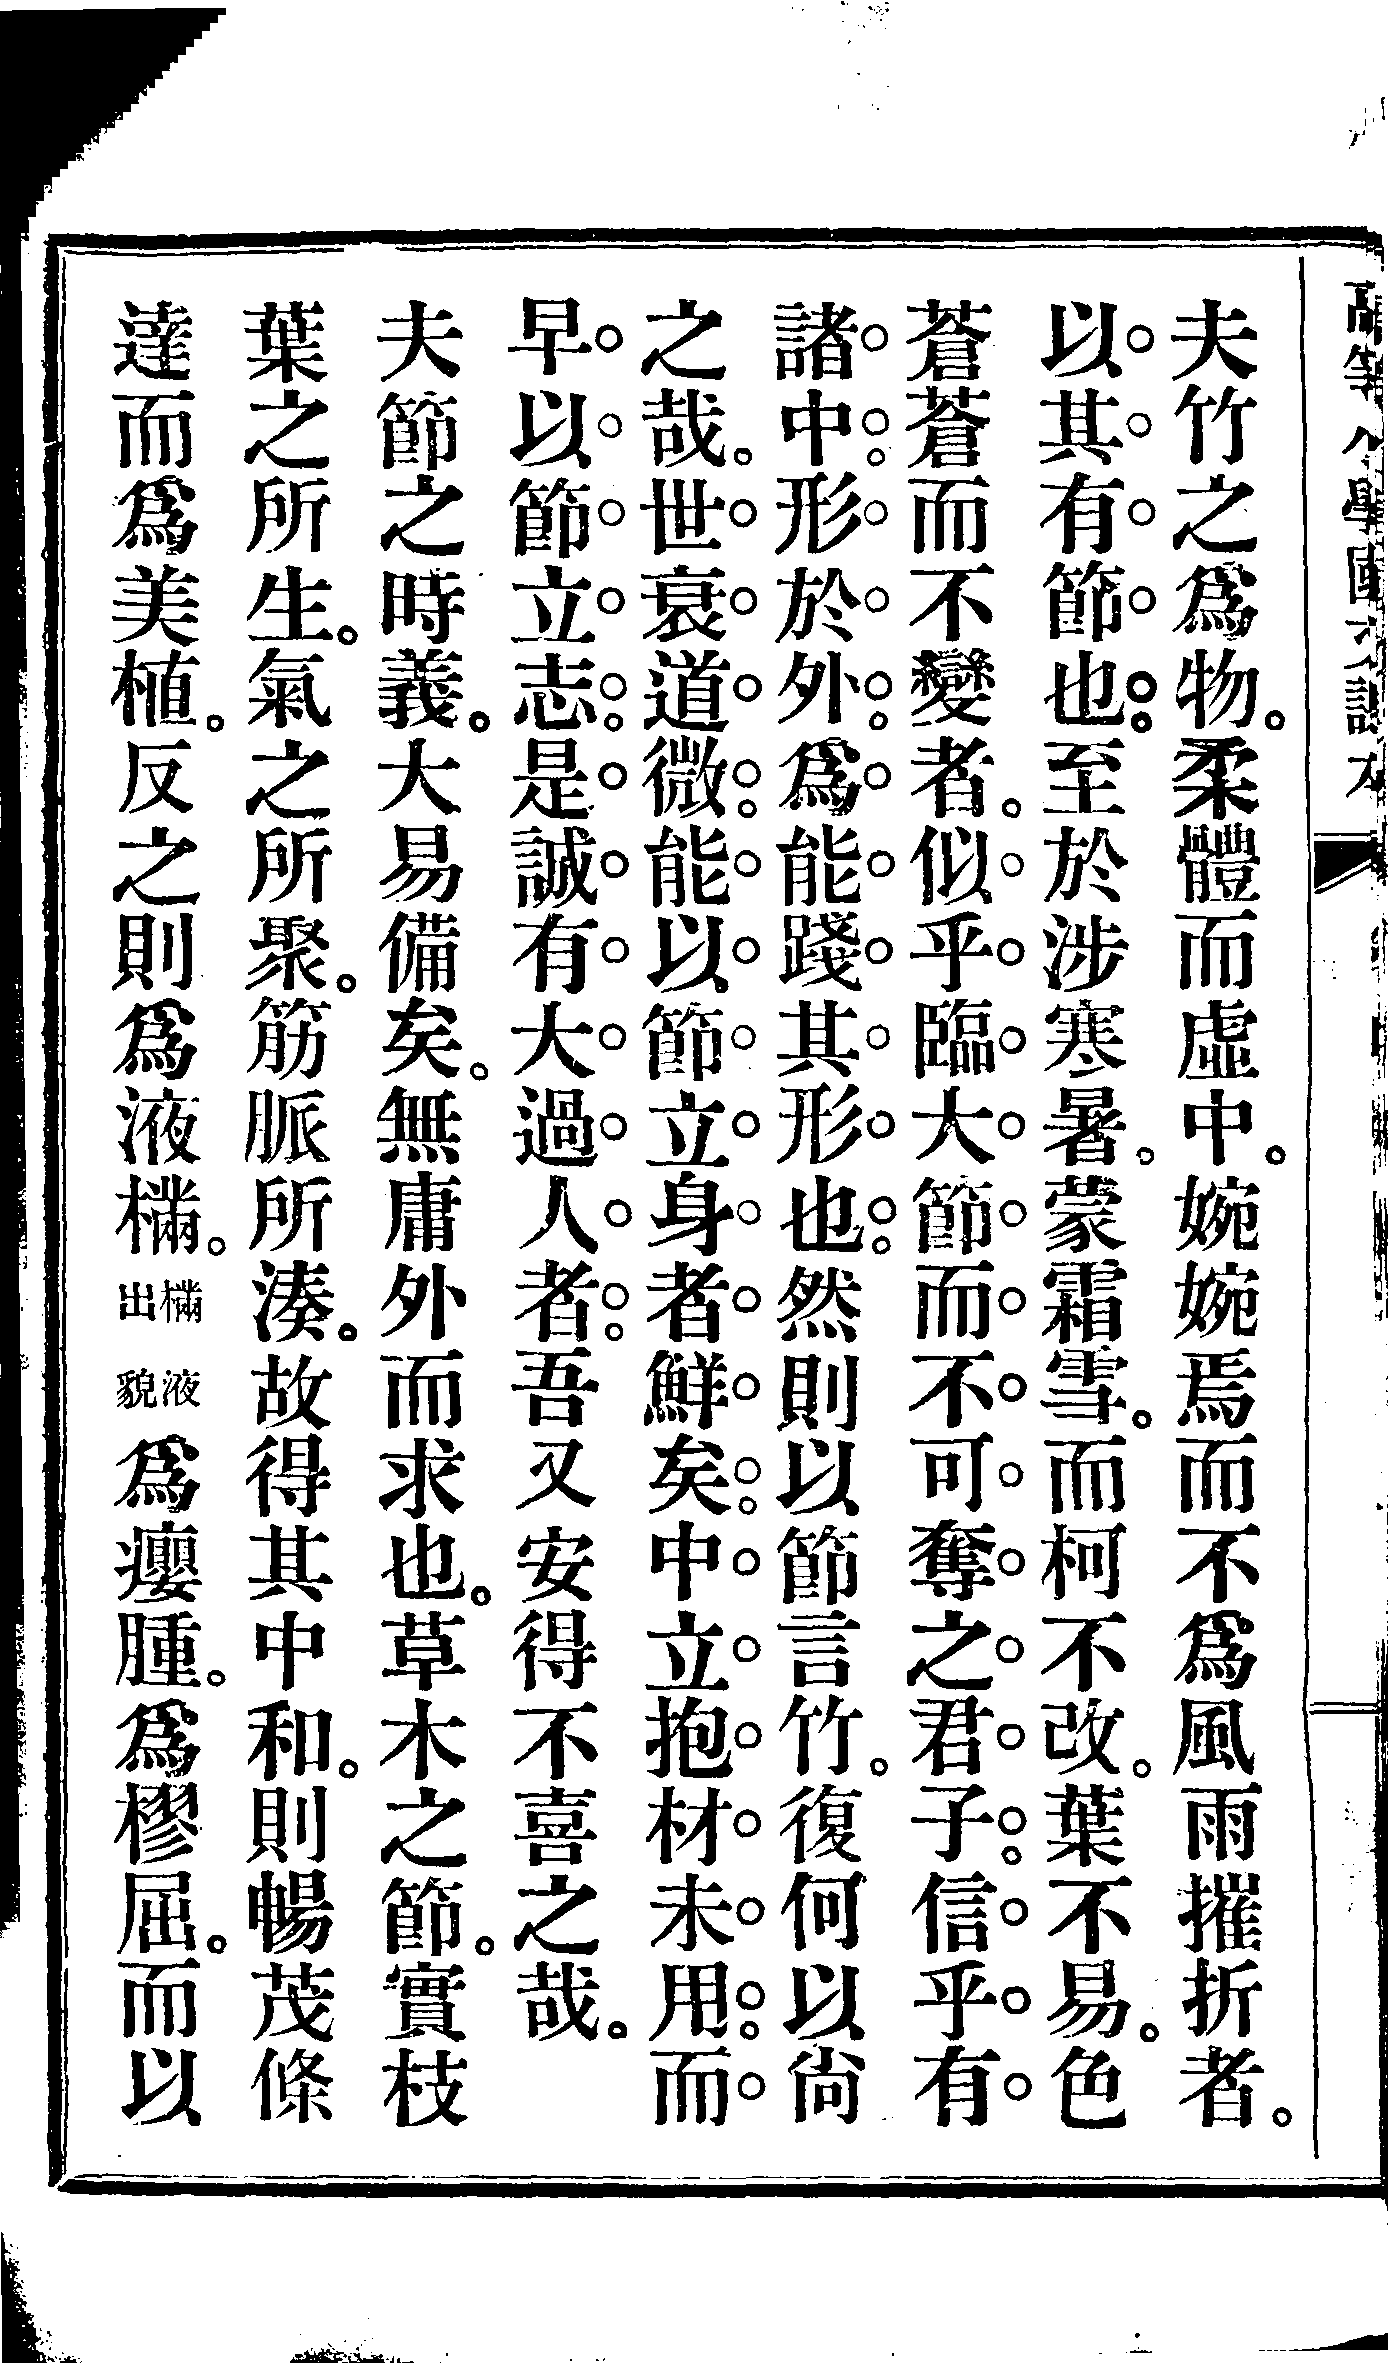 高等小學國文讀本
夫竹之爲物。柔體而虛中。婉婉焉而不爲風雨摧折者。
以其有節也。至於涉寒暑。蒙霜雪。而柯不改。葉不易。色
蒼蒼而不變者。似乎臨大節而不可奪之君子。信乎有
諸中。形於外。爲能踐其形也。然則以節言竹。復何以尙
之哉。世衰道微。能以節立身者鮮矣。中立抱材未用。而
早以節立志。是誠有大過人者。吾又安得不喜之哉。
夫節之時義。大易備矣。無庸外而求也。草木之節。實枝
葉之所生。氣之所聚。筋脈所湊。故得其中和。則暢茂條
達而爲美植。反之則爲液樠。樠液出貌爲癭腫。爲樛屈。而以